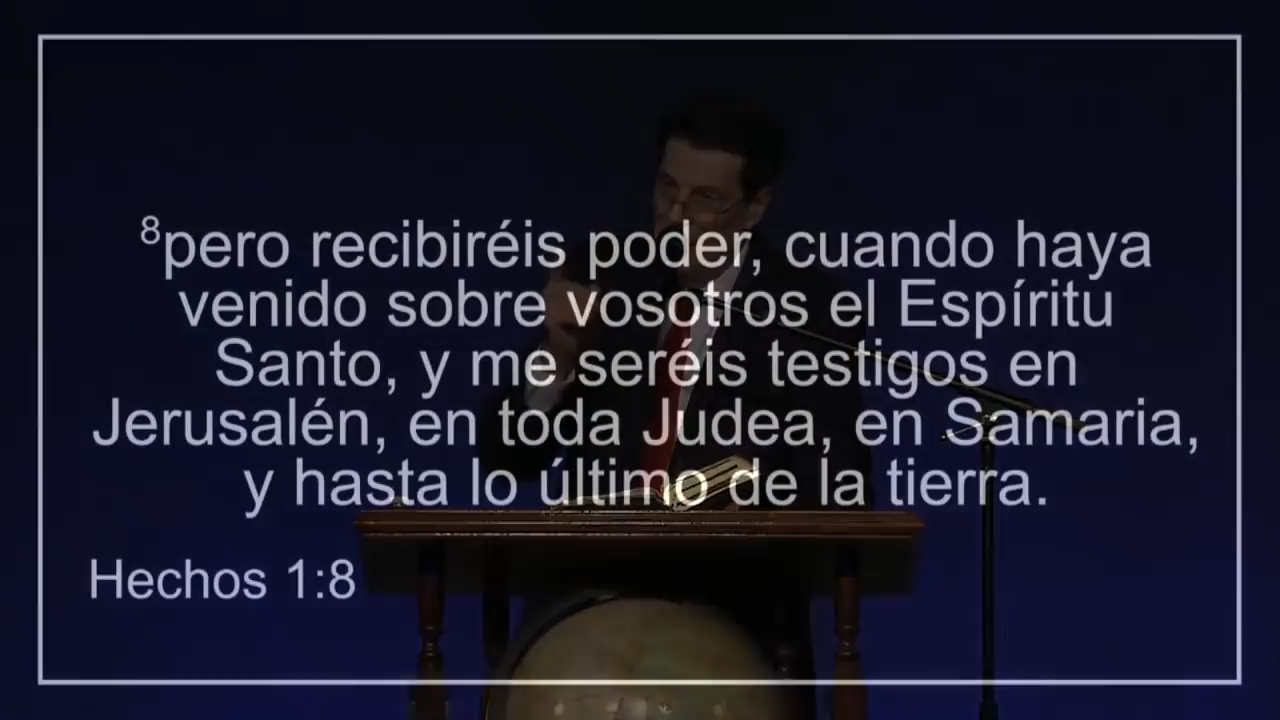 ⁸pero recibiréis poder, cuando haya
venido sobre vosotros el Espíritu
Santo, y me seréis testigos en
Jerusalén, en toda Judea, en Samaria,
y hasta lo último de la tierra.
Hechos 1:8